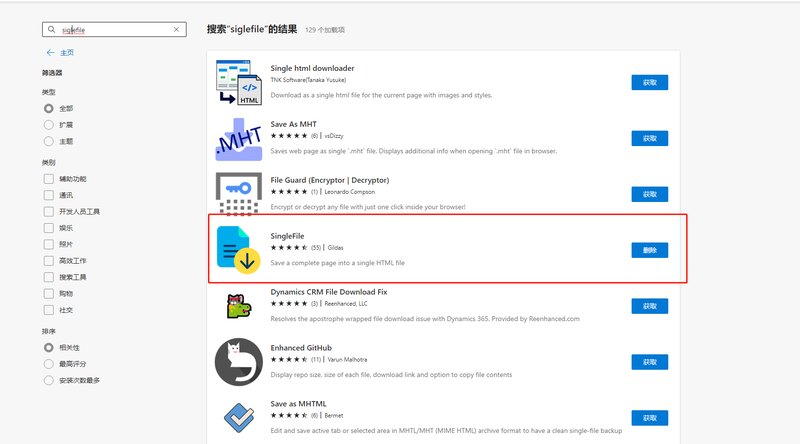 siglefile
搜索"siglefile"的结果 129 个加载项
主页
筛选器
类型
全部
扩展
主题
类别
辅助功能
通讯
开发人员工具
娱乐
照片
高效工作
搜索工具
购物
社交
排序
相关性
最高评分
安装次数最多
HTML
Single html downloader
TNK Software(Tanaka Yusuke)
Download as a single html file for the current page with images and styles.
获取
.MHT
Save As MHT
(6) | vsDizzy
Saves web page as single `.mht` file. Displays additional info when opening `.mht` file in browser.
获取
File Guard (Encryptor | Decryptor)
(1) | Leonardo Compson
Encrypt or decrypt any file with just one click inside your browser!
获取
SingleFile
(55) | Gildas
Save a complete page into a single HTML file
删除
Dynamics CRM File Download Fix
(3) | Reenhanced, LLC
Resolves the apostrophe wrapped file download issue with Dynamics 365. Provided by Reenhanced.com
获取
Enhanced GitHub
(11) | Varun Malhotra
Display repo size, size of each file, download link and option to copy file contents
获取
Save as MHTML
(6) | Bermet
Edit and save active tab or selected area in MHTL/MHT (MIME HTML) archive format to have a clean single-file backup
获取